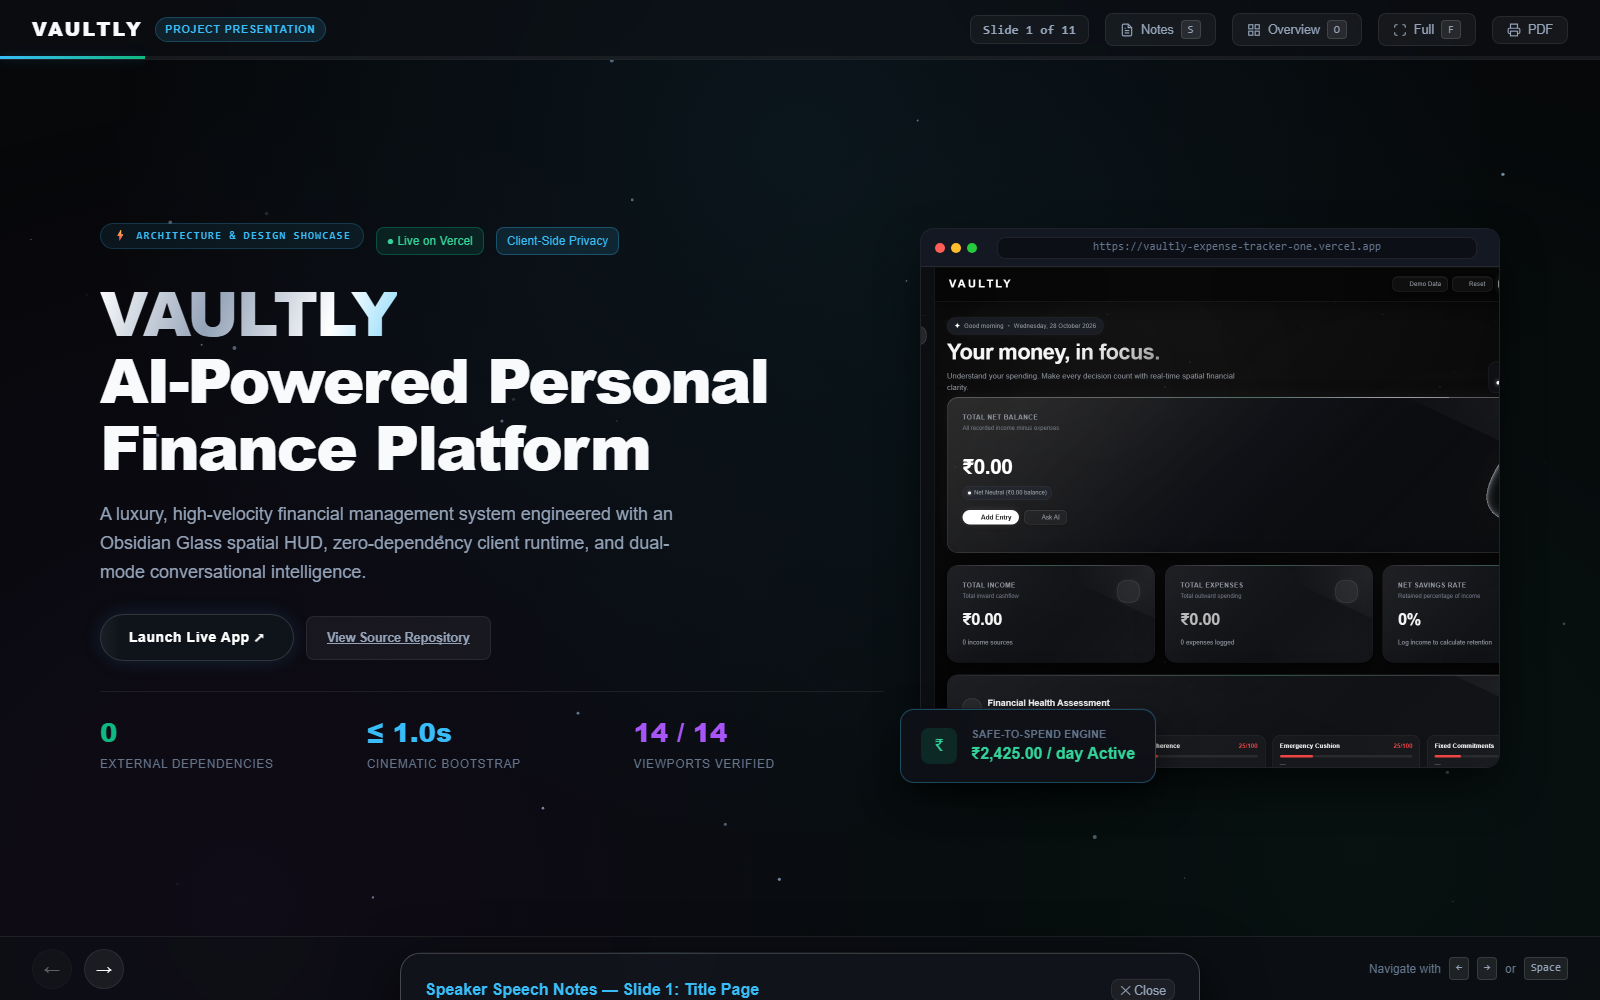 VAULTLY PROJECT PRESENTATION
Slide 1 of 11
Notes S
Overview O
Full F
PDF
ARCHITECTURE & DESIGN SHOWCASE
● Live on Vercel
Client-Side Privacy
VAULTLY
AI-Powered Personal
Finance Platform
A luxury, high-velocity financial management system engineered with an
Obsidian Glass spatial HUD, zero-dependency client runtime, and dual-
mode conversational intelligence.
Launch Live App ↗
View Source Repository
0
EXTERNAL DEPENDENCIES
≤ 1.0s
CINEMATIC BOOTSTRAP
14 / 14
VIEWPORTS VERIFIED
https://vaultly-expense-tracker-one.vercel.app
VAULTLY
Demo Data
Reset
Good morning • Wednesday, 28 October 2026
Your money, in focus.
Understand your spending. Make every decision count with real-time spatial financial
clarity.
TOTAL NET BALANCE
All recorded income minus expenses
₹0.00
Net Neutral (₹0.00 balance)
Add Entry
Ask AI
TOTAL INCOME
Total inward cashflow
₹0.00
0 income sources
TOTAL EXPENSES
Total outward spending
₹0.00
0 expenses logged
NET SAVINGS RATE
Retained percentage of income
0%
Log income to calculate retention
Financial Health Assessment
herence 25/100
Emergency Cushion 25/100
Fixed Commitments
₹
SAFE-TO-SPEND ENGINE
₹2,425.00 / day Active
← →
Speaker Speech Notes — Slide 1: Title Page
Close
Navigate with ← → or Space